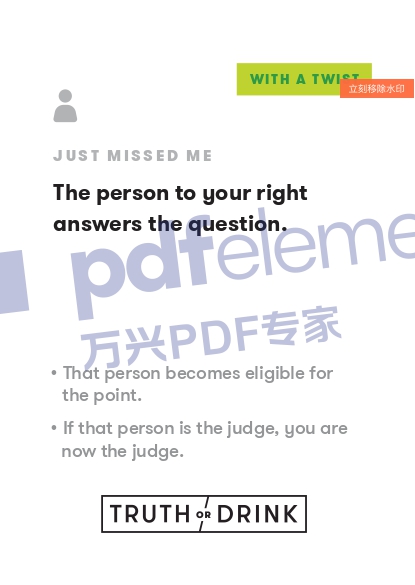 WITH A TWIST
立刻移除水印
JUST MISSED ME
The person to your right
answers the question.
pdfeleme
万兴PDF专家
• That person becomes eligible for
the point.
• If that person is the judge, you are
now the judge.
TRUTH OR DRINK